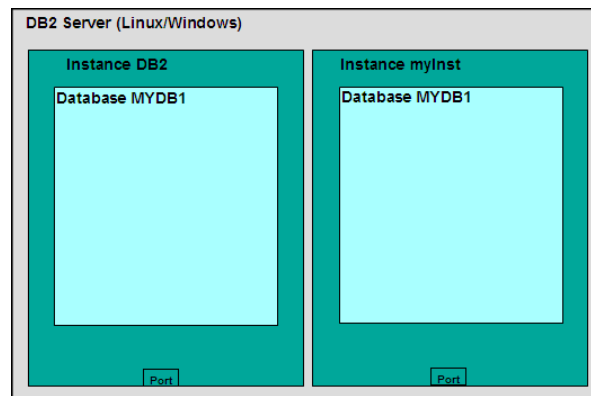 DB2 Server (Linux/Windows)
Instance DB2
Database MYDB1
Port
Instance myInst
Database MYDB1
Port